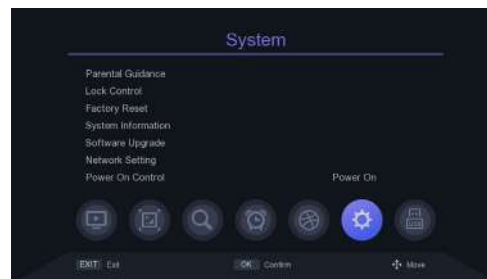 System
Parental Guidance
Lock Control
Factory Reset
System Information
Software Upgrade
Network Setting
Power On Control Power On
EXIT Exit OK Confirm Move